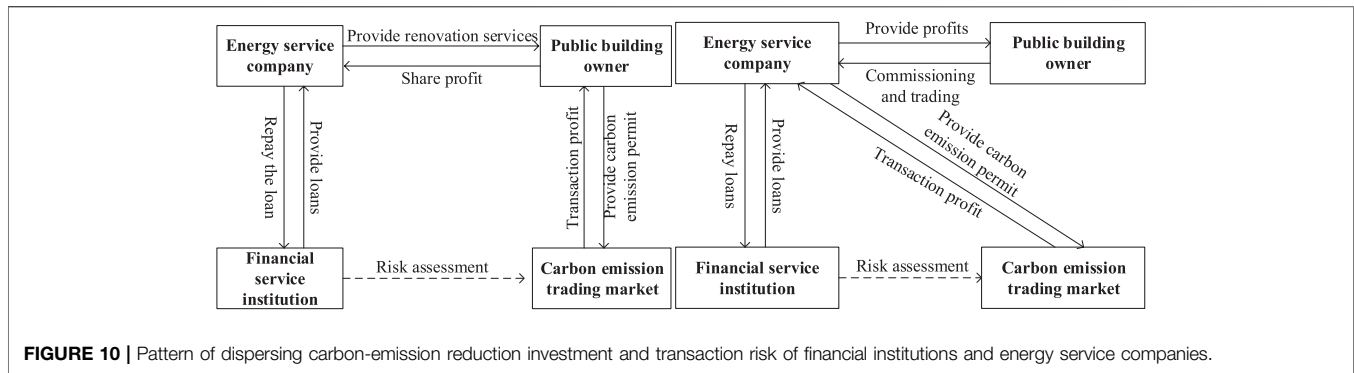 Energy service
company
Provide renovation services
Share profit
Public building
owner
Repay the loan
Provide loans
Transaction profit
Provide carbon
emission permit
Financial
service
institution
Risk assessment
Carbon emission
trading market
Energy service
company
Provide profits
Commissioning
and trading
Public building
owner
Repay loans
Provide loans
Provide carbon
emission permit
Transaction profit
Financial service
institution
Risk assessment
Carbon emission
trading market
FIGURE 10 | Pattern of dispersing carbon-emission reduction investment and transaction risk of financial institutions and energy service companies.